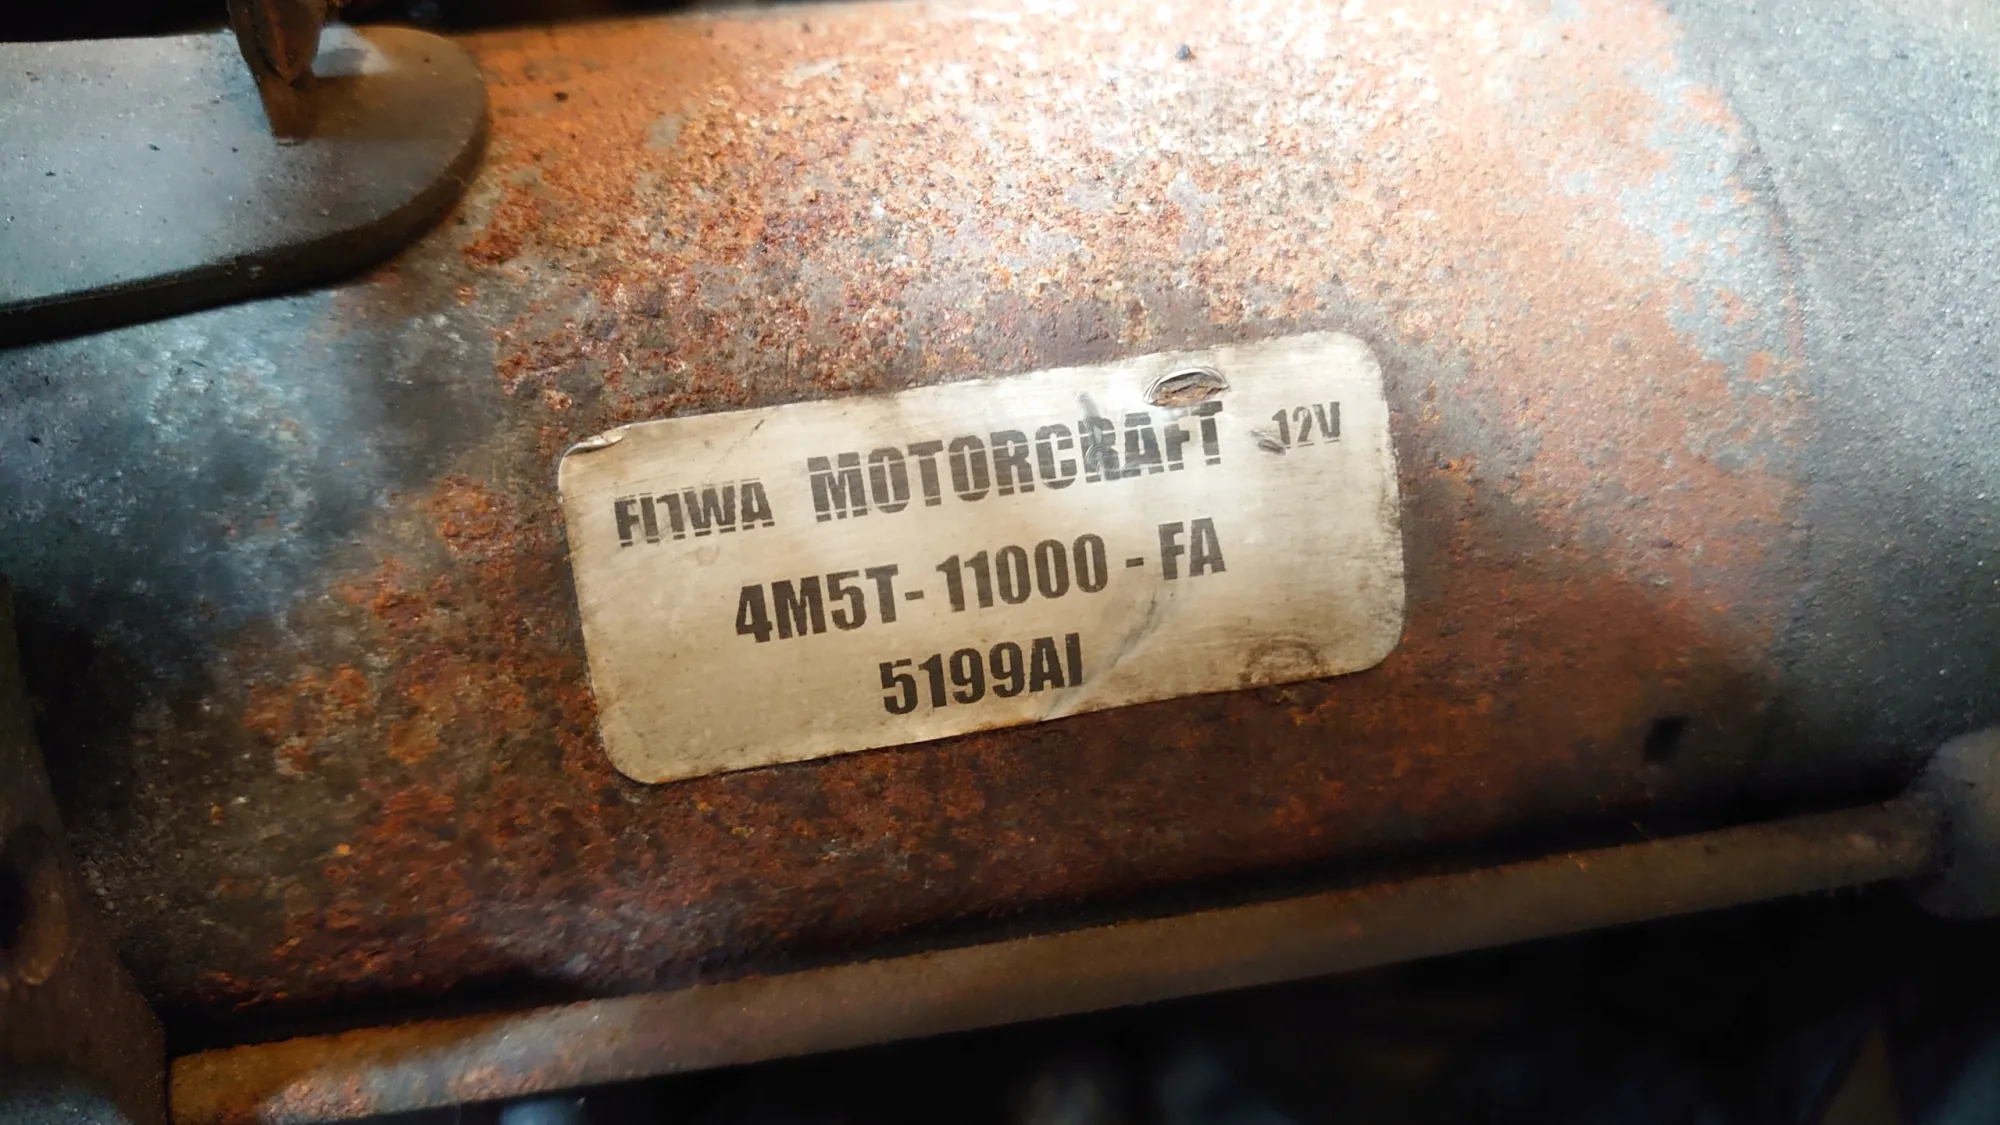 FI1WA MOTORCRAFT 12V
4M5T-11000-FA
5199AI